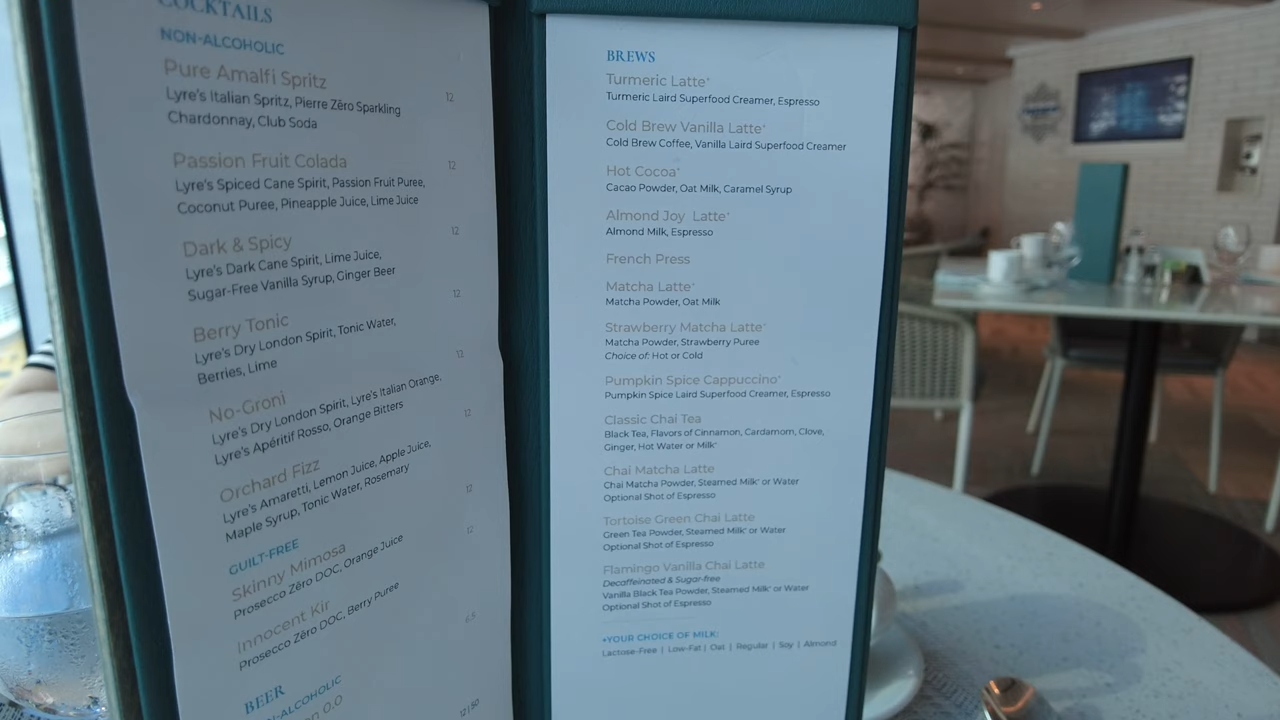 COCKTAILS
NON-ALCOHOLIC
Pure Amalfi Spritz
Lyre's Italian Spritz, Pierre Zēro Sparkling 12
Chardonnay, Club Soda
Passion Fruit Colada 12
Lyre's Spiced Cane Spirit, Passion Fruit Puree,
Coconut Puree, Pineapple Juice, Lime Juice
Dark & Spicy 12
Lyre's Dark Cane Spirit, Lime Juice,
Sugar-Free Vanilla Syrup, Ginger Beer
Berry Tonic 12
Lyre's Dry London Spirit, Tonic Water,
Berries, Lime
No-Groni 12
Lyre's Dry London Spirit, Lyre's Italian Orange,
Lyre's Apéritif Rosso, Orange Bitters
Orchard Fizz 12
Lyre's Amaretti, Lemon Juice, Apple Juice,
Maple Syrup, Tonic Water, Rosemary
GUILT-FREE
Skinny Mimosa 12
Prosecco Zēro DOC, Orange Juice
Innocent Kir 12
Prosecco Zēro DOC, Berry Puree
BEER
NON-ALCOHOLIC
0.0
BREWS
Turmeric Latte*
Turmeric Laird Superfood Creamer, Espresso
Cold Brew Vanilla Latte*
Cold Brew Coffee, Vanilla Laird Superfood Creamer
Hot Cocoa*
Cacao Powder, Oat Milk, Caramel Syrup
Almond Joy Latte*
Almond Milk, Espresso
French Press
Matcha Latte*
Matcha Powder, Oat Milk
Strawberry Matcha Latte*
Matcha Powder, Strawberry Puree
Choice of: Hot or Cold
Pumpkin Spice Cappuccino*
Pumpkin Spice Laird Superfood Creamer, Espresso
Classic Chai Tea
Black Tea, Flavors of Cinnamon, Cardamom, Clove,
Ginger, Hot Water or Milk*
Chai Matcha Latte
Chai Matcha Powder, Steamed Milk* or Water
Optional Shot of Espresso
Tortoise Green Chai Latte
Green Tea Powder, Steamed Milk* or Water
Optional Shot of Espresso
Flamingo Vanilla Chai Latte
Decaffeinated & Sugar-free
Vanilla Black Tea Powder, Steamed Milk* or Water
Optional Shot of Espresso
*YOUR CHOICE OF MILK:
Lactose-Free | Low-Fat | Oat | Regular | Soy | Almond